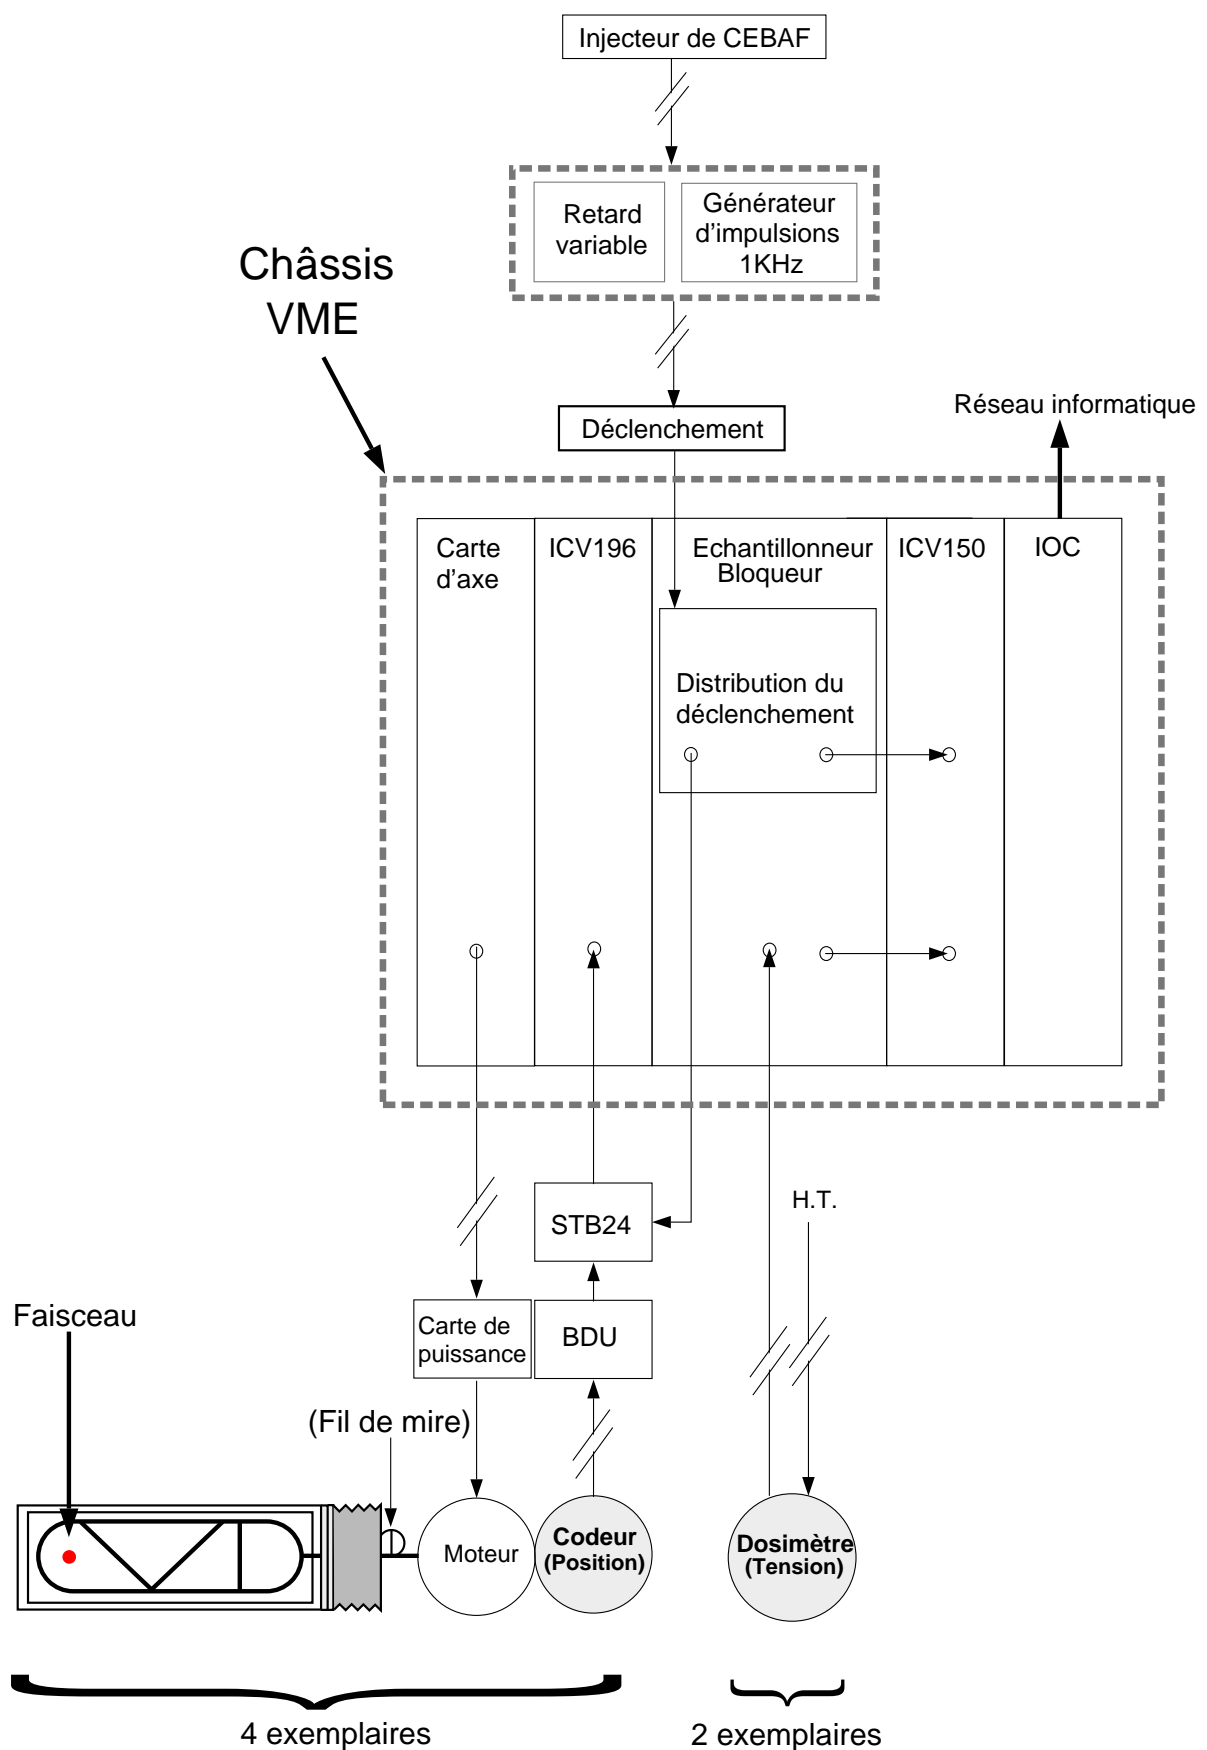 Injecteur de CEBAF
Retard
variable
Générateur
d'impulsions
1KHz
Châssis
VME
Déclenchement
Réseau informatique
Carte
d'axe
ICV196
Echantillonneur
Bloqueur
ICV150
IOC
Distribution du
déclenchement
STB24
H.T.
Faisceau
Carte de
puissance
BDU
(Fil de mire)
Moteur
Codeur
(Position)
Dosimètre
(Tension)
4 exemplaires
2 exemplaires